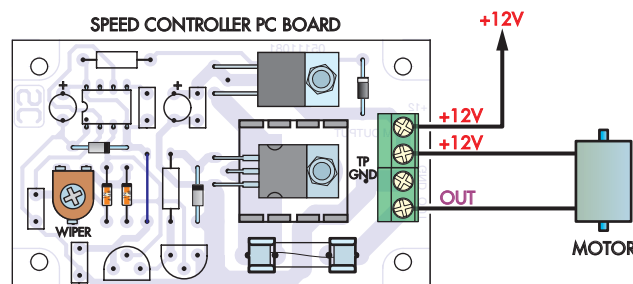 SPEED CONTROLLER PC BOARD
+12V
+12V
+12V
TP
GND
OUT
WIPER
MOTOR